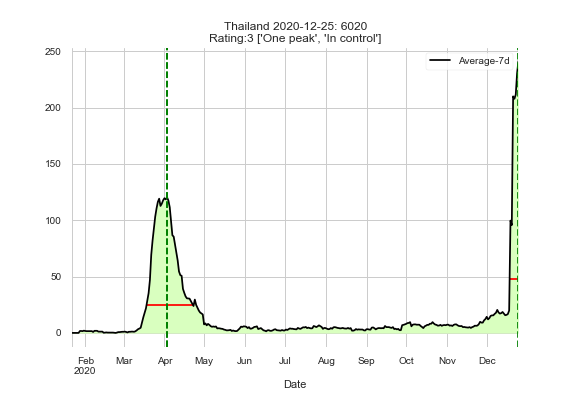 Thailand 2020-12-25: 6020
Rating:3 ['One peak', 'In control']
Average-7d
250
200
150
100
50
0
Feb Mar Apr May Jun Jul Aug Sep Oct Nov Dec
2020
Date